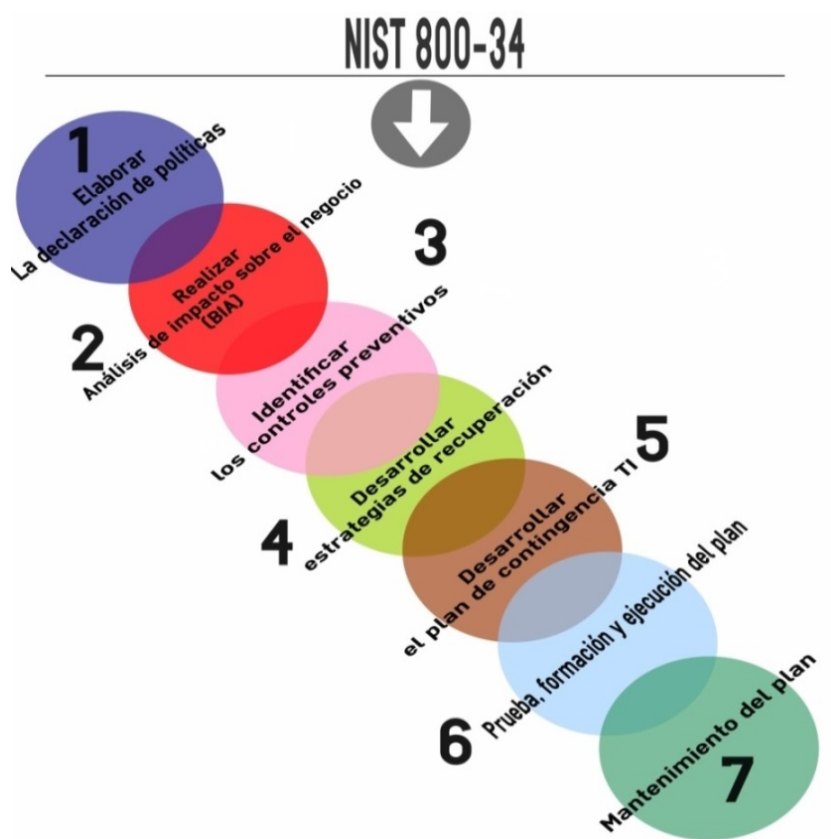 NIST 800-34
1
Elaborar
La declaración de políticas
2
Realizar
Análisis de impacto sobre el negocio
(BIA)
3
Identificar
los controles preventivos
4
Desarrollar
estrategias de recuperación
5
Desarrollar
el plan de contingencia TI
6
Prueba, formación y ejecución del plan
Mantenimiento del plan
7